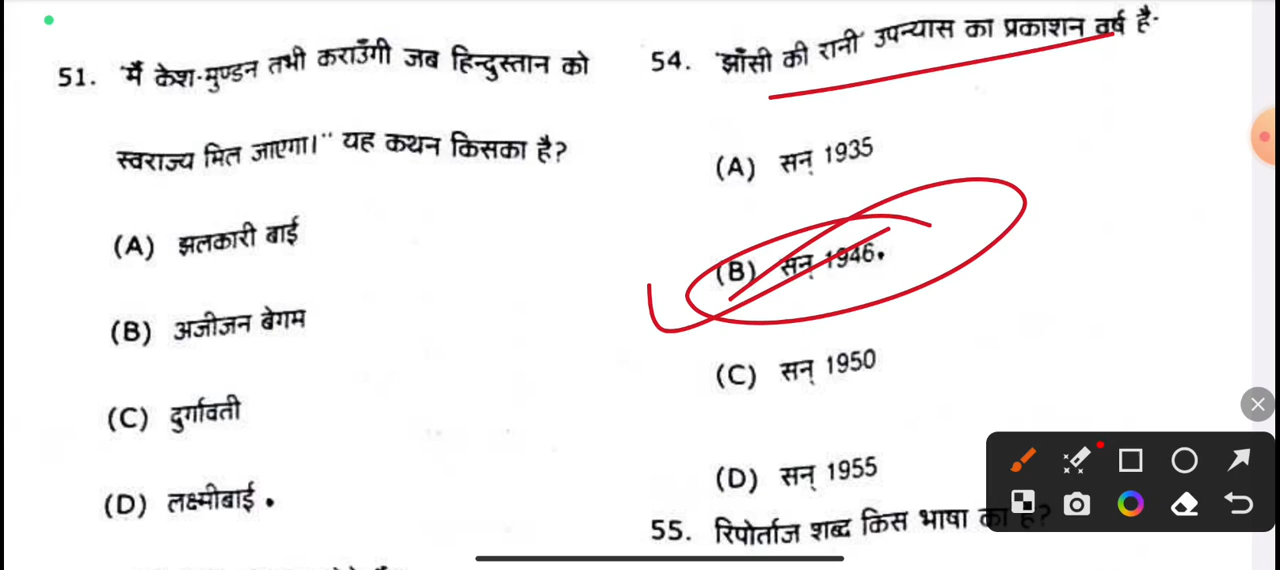 51. "मैं केश-मुण्डन तभी कराउँगी जब हिन्दुस्तान को
स्वराज्य मिल जाएगा।" यह कथन किसका है?
(A) झलकारी बाई
(B) अजीजन बेगम
(C) दुर्गावती
(D) लक्ष्मीबाई .
54. 'झाँसी की रानी' उपन्यास का प्रकाशन वर्ष है-
(A) सन् 1935
(B) सन् 1946.
(C) सन् 1950
(D) सन् 1955
55. रिपोर्ताज शब्द किस भाषा का है?